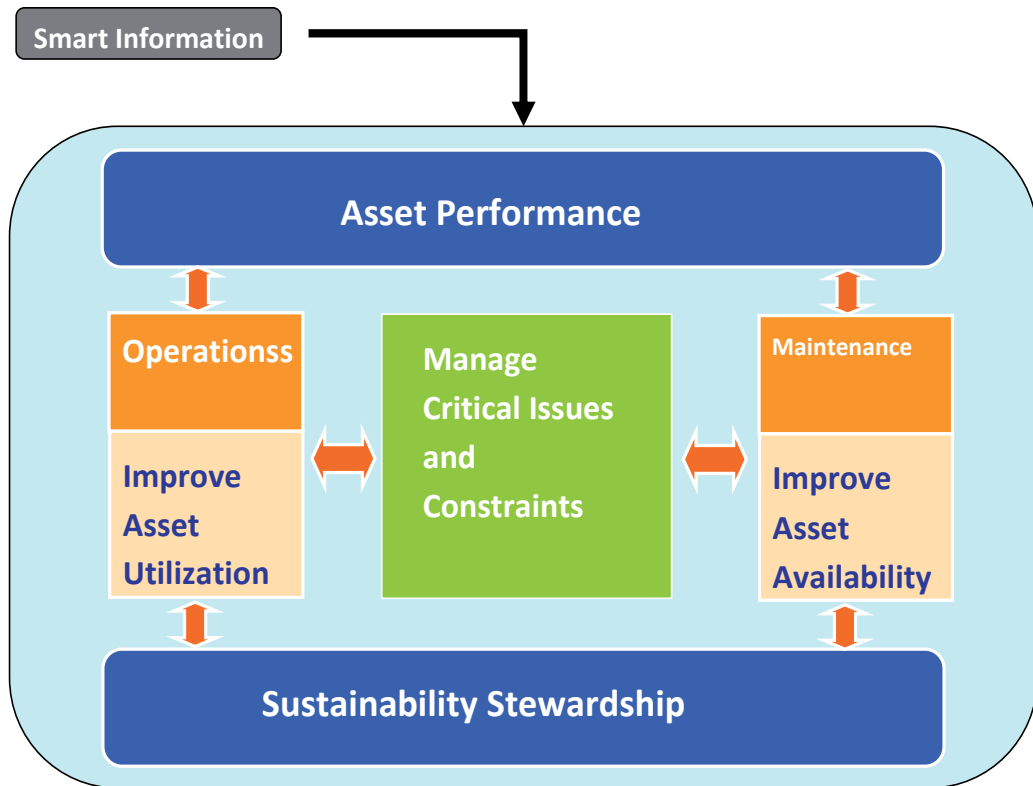 Smart Information
Asset Performance
Operationss
Improve
Asset
Utilization
Manage
Critical Issues
and
Constraints
Maintenance
Improve
Asset
Availability
Sustainability Stewardship